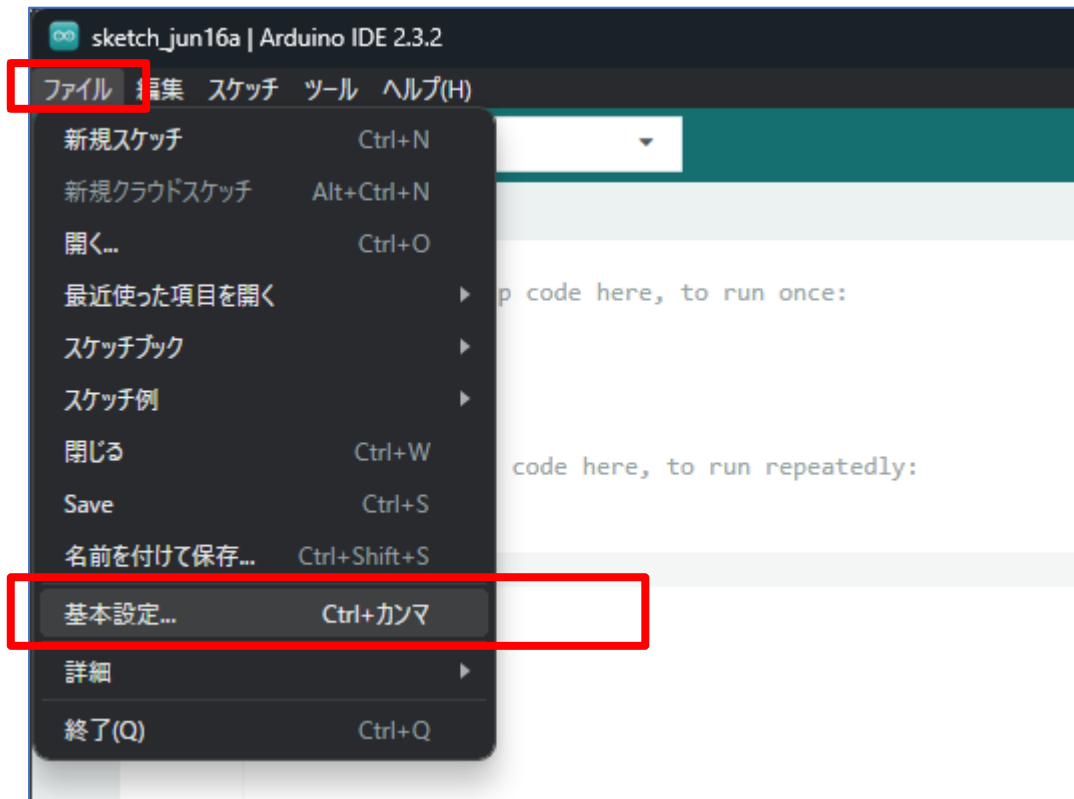 sketch_jun16a | Arduino IDE 2.3.2
ファイル 編集 スケッチ ツール ヘルプ(H)
新規スケッチ Ctrl+N
新規クラウドスケッチ Alt+Ctrl+N
開く... Ctrl+O
最近使った項目を開く
p code here, to run once:
スケッチブック
スケッチ例
閉じる Ctrl+W
code here, to run repeatedly:
Save Ctrl+S
名前を付けて保存... Ctrl+Shift+S
基本設定... Ctrl+カンマ
詳細
終了(Q) Ctrl+Q